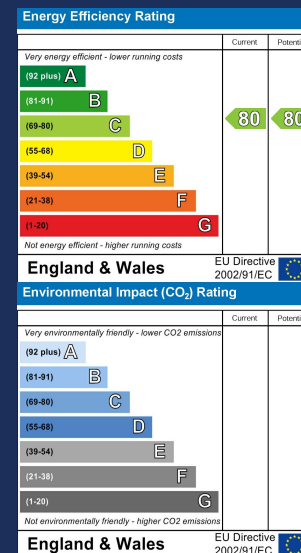 Energy Efficiency Rating
Current Potenti
Very energy efficient - lower running costs
(92 plus) A
(81-91) B
(69-80) C
(55-68) D
(39-54) E
(21-38) F
(1-20) G
80 80
Not energy efficient - higher running costs
England & Wales
EU Directive
2002/91/EC
Environmental Impact (CO₂) Rating
Current Potenti
Very environmentally friendly - lower CO2 emissions
(92 plus) A
(81-91) B
(69-80) C
(55-68) D
(39-54) E
(21-38) F
(1-20) G
Not environmentally friendly - higher CO2 emissions
England & Wales
EU Directive
2002/91/EC